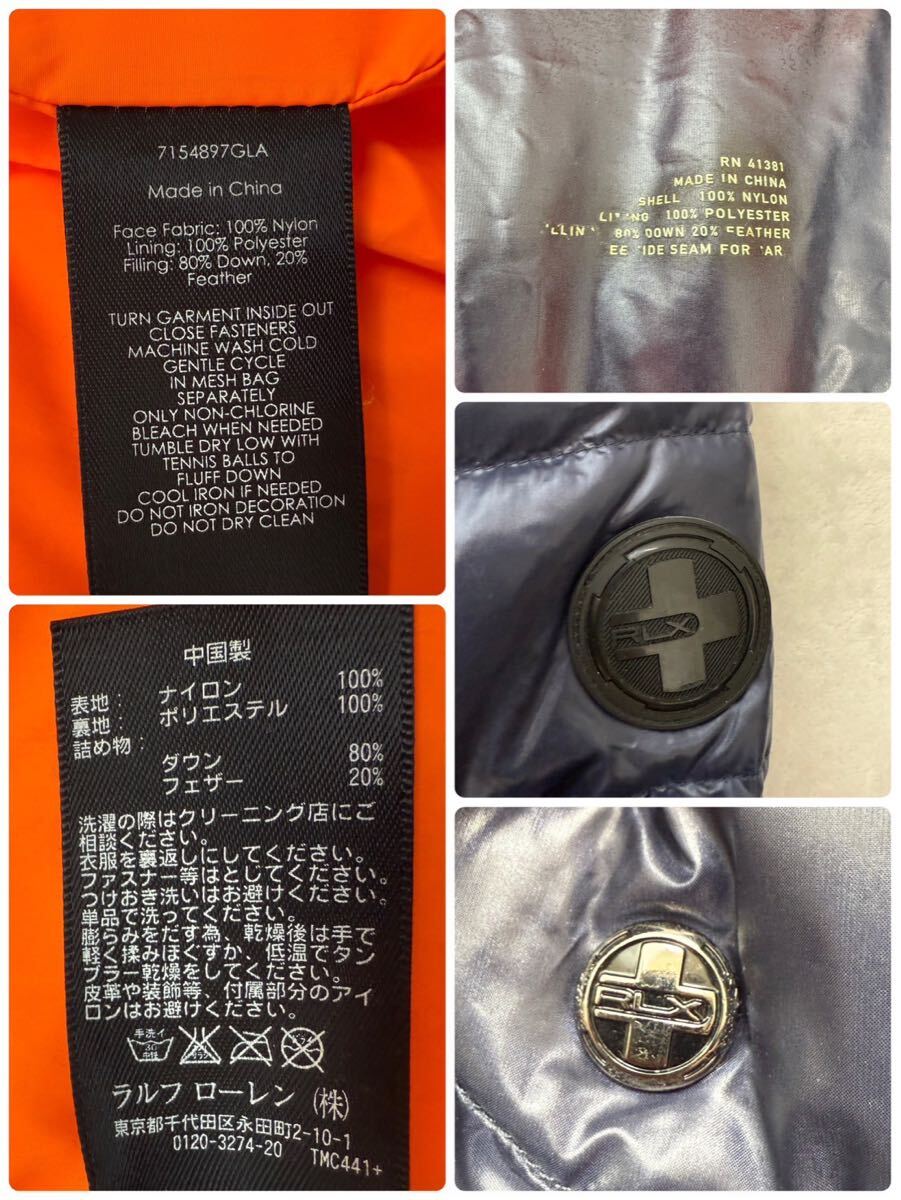 7154897GLA
Made in China
Face Fabric: 100% Nylon
Lining: 100% Polyester
Filling: 80% Down, 20%
Feather
TURN GARMENT INSIDE OUT
CLOSE FASTENERS
MACHINE WASH COLD
GENTLE CYCLE
IN MESH BAG
SEPARATELY
ONLY NON-CHLORINE
BLEACH WHEN NEEDED
TUMBLE DRY LOW WITH
TENNIS BALLS TO
FLUFF DOWN
COOL IRON IF NEEDED
DO NOT IRON DECORATION
DO NOT DRY CLEAN
RN 41381
MADE IN CHINA
SHELL 100% NYLON
100% POLYESTER
80% DOWN 20% FEATHER
SEAM FOR
RLX
中国製
表地: ナイロン 100%
裏地: ポリエステル 100%
詰め物:
ダウン 80%
フェザー 20%
洗濯の際はクリーニング店にご
相談ください。
衣服を裏返しにしてください。
ファスナー等はとしてください。
つけおき洗いはお避けください。
単品で洗ってください。
膨らみをだす為、乾燥後は手で
軽く揉みほぐすか、低温でタン
ブラー乾燥をしてください。
皮革や装飾等、付属部分のアイ
ロンはお避けください。
手洗イ
30
中性
ラルフ ローレン (株)
東京都千代田区永田町2-10-1
0120-3274-20 TMC441+
RLX